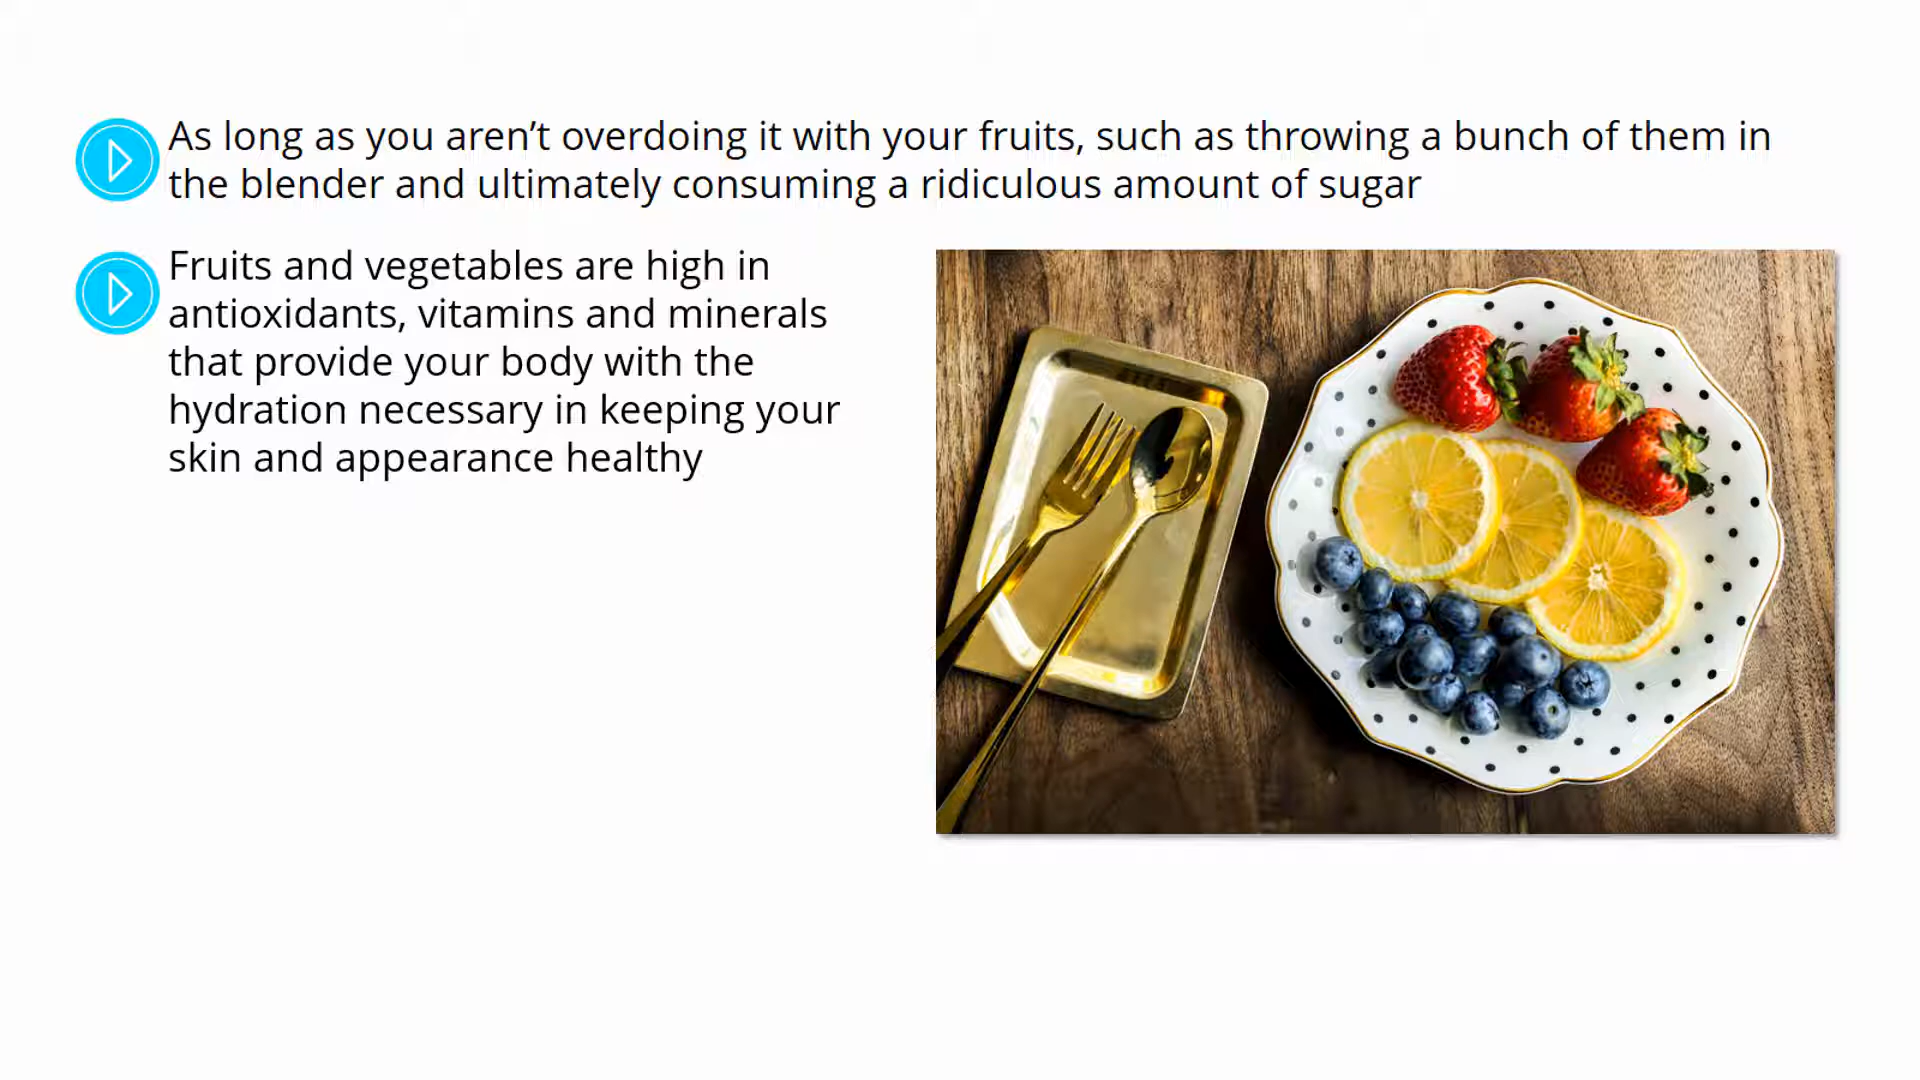 As long as you aren’t overdoing it with your fruits, such as throwing a bunch of them in
the blender and ultimately consuming a ridiculous amount of sugar
Fruits and vegetables are high in
antioxidants, vitamins and minerals
that provide your body with the
hydration necessary in keeping your
skin and appearance healthy